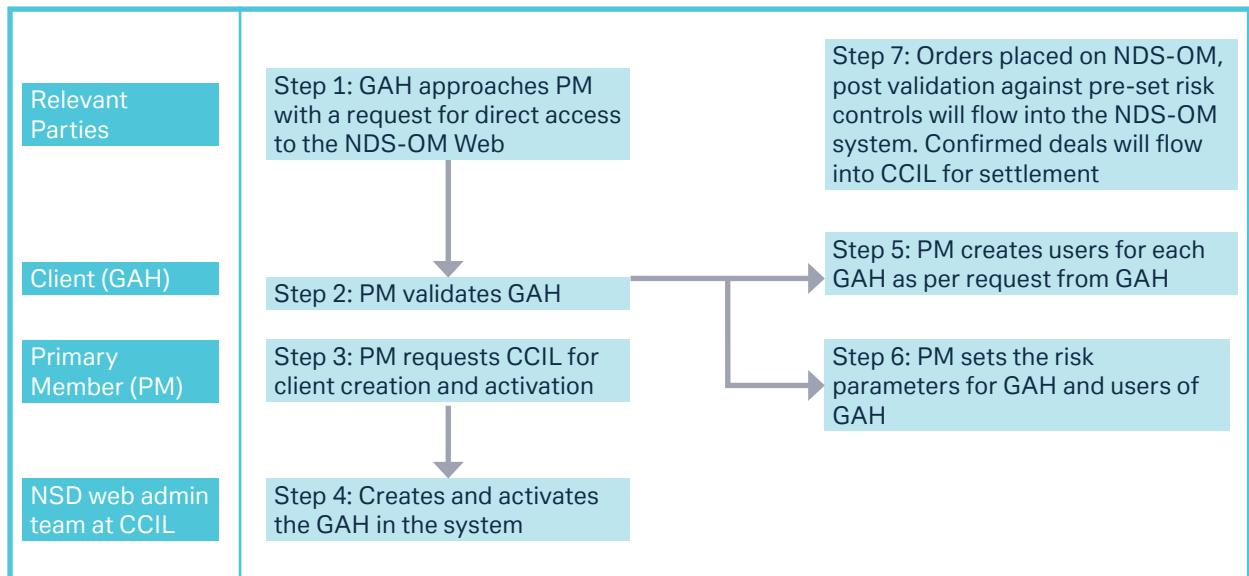 Relevant
Parties
Client (GAH)
Primary
Member (PM)
NSD web admin
team at CCIL
Step 1: GAH approaches PM
with a request for direct access
to the NDS-OM Web
Step 2: PM validates GAH
Step 3: PM requests CCIL for
client creation and activation
Step 4: Creates and activates
the GAH in the system
Step 7: Orders placed on NDS-OM,
post validation against pre-set risk
controls will flow into the NDS-OM
system. Confirmed deals will flow
into CCIL for settlement
Step 5: PM creates users for each
GAH as per request from GAH
Step 6: PM sets the risk
parameters for GAH and users of
GAH